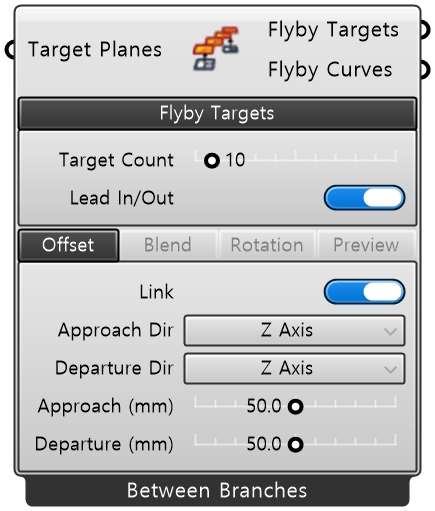 Target Planes
Flyby Targets
Flyby Curves
Flyby Targets
Target Count 10
Lead In/Out
Offset Blend Rotation Preview
Link
Approach Dir Z Axis
Departure Dir Z Axis
Approach (mm) 50.0
Departure (mm) 50.0
Between Branches